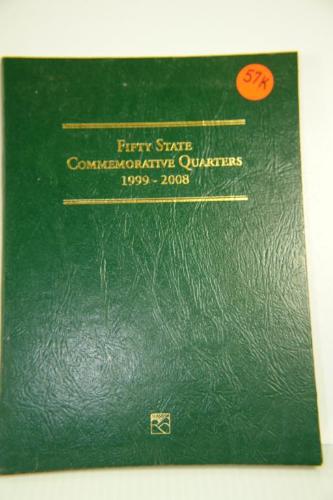 57K
FIFTY STATE
COMMEMORATIVE QUARTERS
1999 - 2008